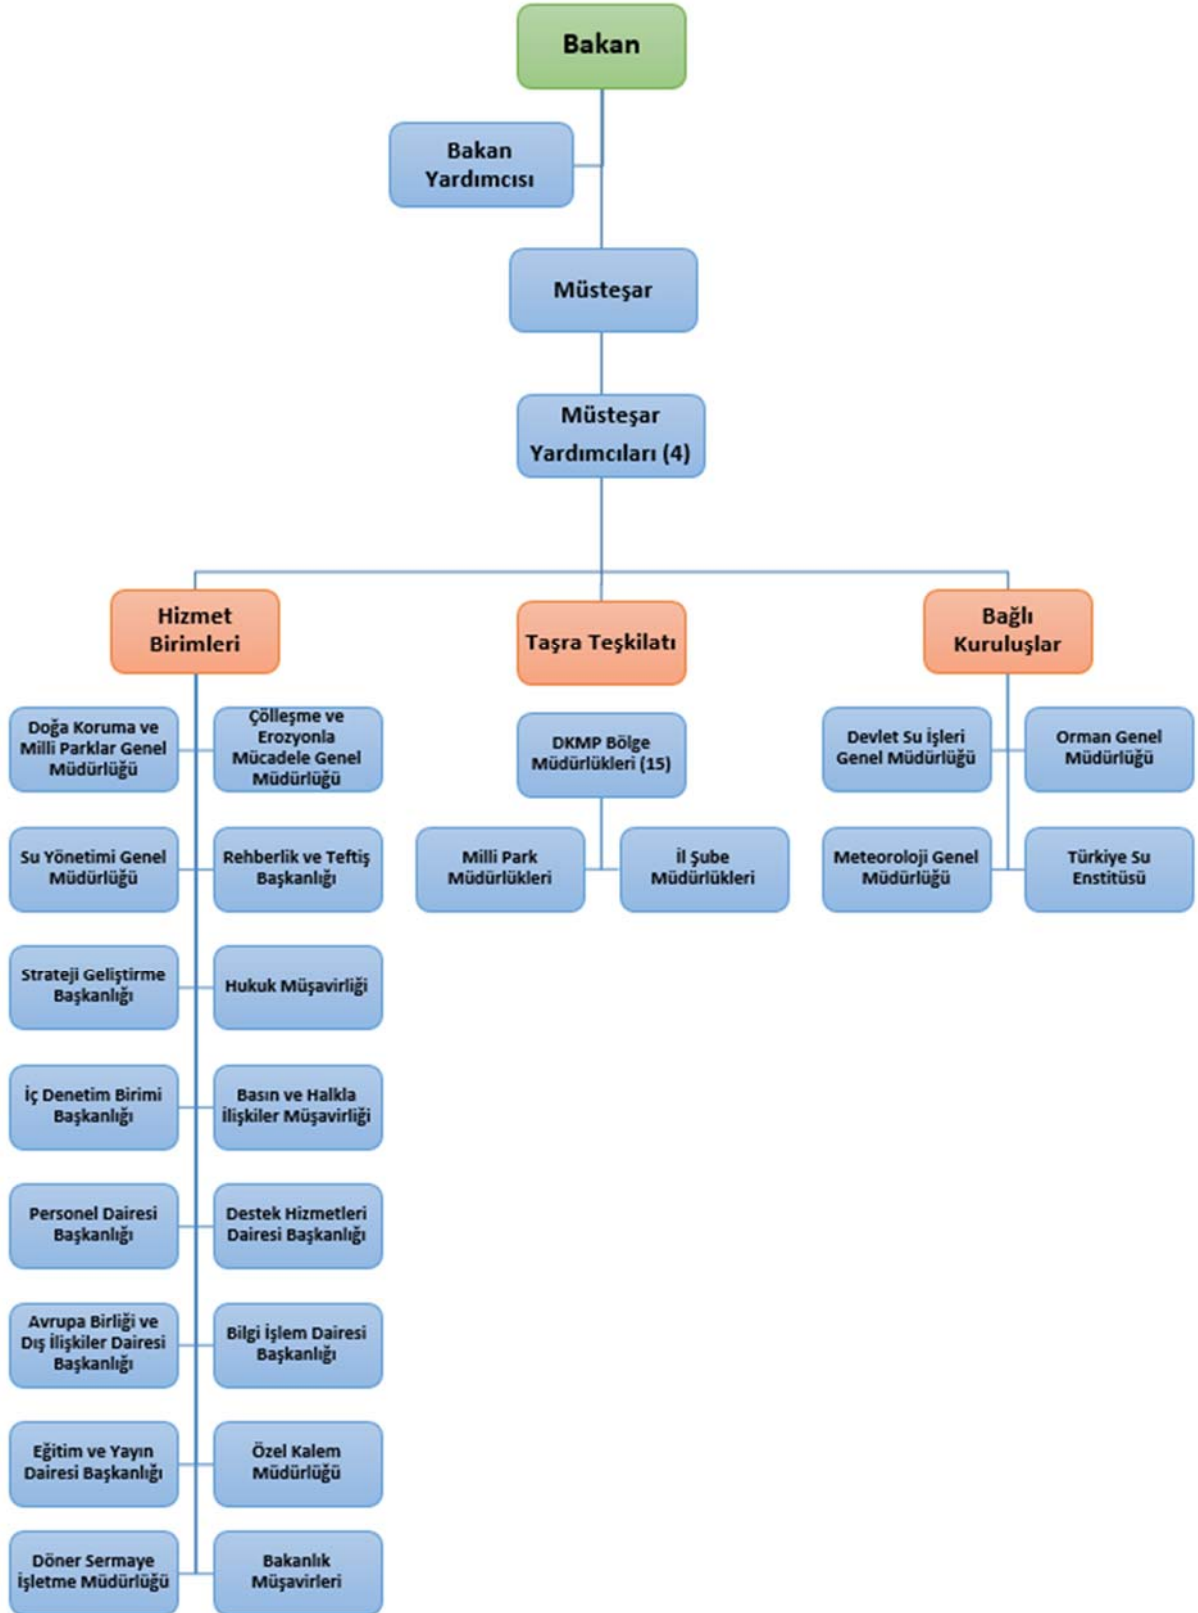 Bakan
Bakan
Yardımcısı
Müsteşar
Müsteşar
Yardımcıları (4)
Hizmet
Birimleri
Taşra Teşkilatı
Bağlı
Kuruluşlar
Doğa Koruma ve
Milli Parklar Genel
Müdürlüğü
Çölleşme ve
Erozyonla
Mücadele Genel
Müdürlüğü
DKMP Bölge
Müdürlükleri (15)
Devlet Su İşleri
Genel Müdürlüğü
Orman Genel
Müdürlüğü
Su Yönetimi Genel
Müdürlüğü
Rehberlik ve Teftiş
Başkanlığı
Milli Park
Müdürlükleri
İl Şube
Müdürlükleri
Meteoroloji Genel
Müdürlüğü
Türkiye Su
Enstitüsü
Strateji Geliştirme
Başkanlığı
Hukuk Müşavirliği
İç Denetim Birimi
Başkanlığı
Basın ve Halkla
İlişkiler Müşavirliği
Personel Dairesi
Başkanlığı
Destek Hizmetleri
Dairesi Başkanlığı
Avrupa Birliği ve
Dış İlişkiler Dairesi
Başkanlığı
Bilgi İşlem Dairesi
Başkanlığı
Eğitim ve Yayın
Dairesi Başkanlığı
Özel Kalem
Müdürlüğü
Döner Sermaye
İşletme Müdürlüğü
Bakanlık
Müşavirleri